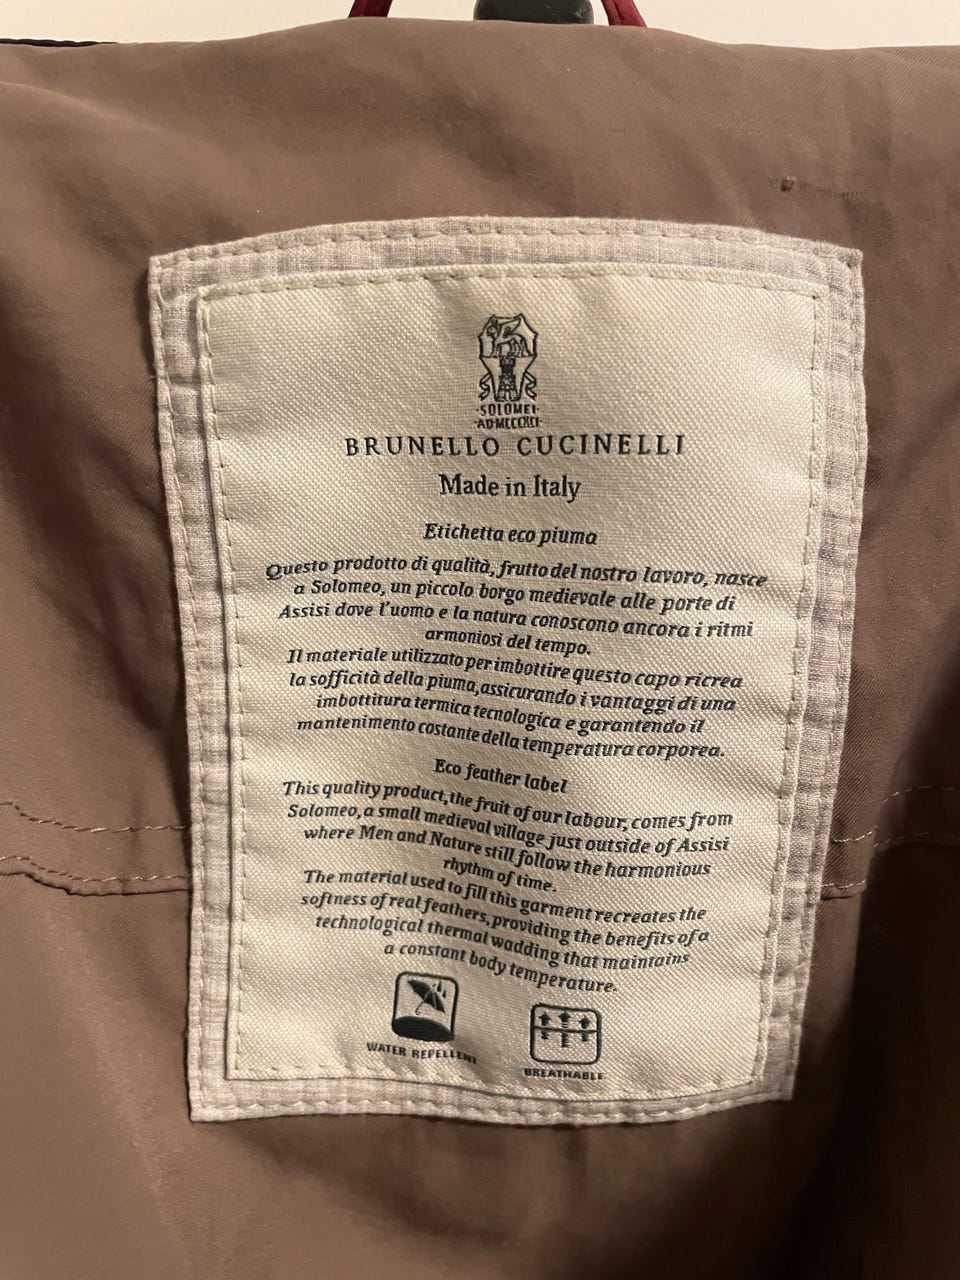 ·SOLOMEI·
·AD·MCCCXCI·
BRUNELLO CUCINELLI
Made in Italy
Etichetta eco piuma
Questo prodotto di qualità, frutto del nostro lavoro, nasce
a Solomeo, un piccolo borgo medievale alle porte di
Assisi dove l'uomo e la natura conoscono ancora i ritmi
armoniosi del tempo.
Il materiale utilizzato per imbottire questo capo ricrea
la sofficità della piuma, assicurando i vantaggi di una
imbottitura termica tecnologica e garantendo il
mantenimento costante della temperatura corporea.
Eco feather label
This quality product, the fruit of our labour, comes from
Solomeo, a small medieval village just outside of Assisi
where Men and Nature still follow the harmonious
rhythm of time.
The material used to fill this garment recreates the
softness of real feathers, providing the benefits of a
technological thermal wadding that maintains
a constant body temperature.
WATER REPELLENT
BREATHABLE